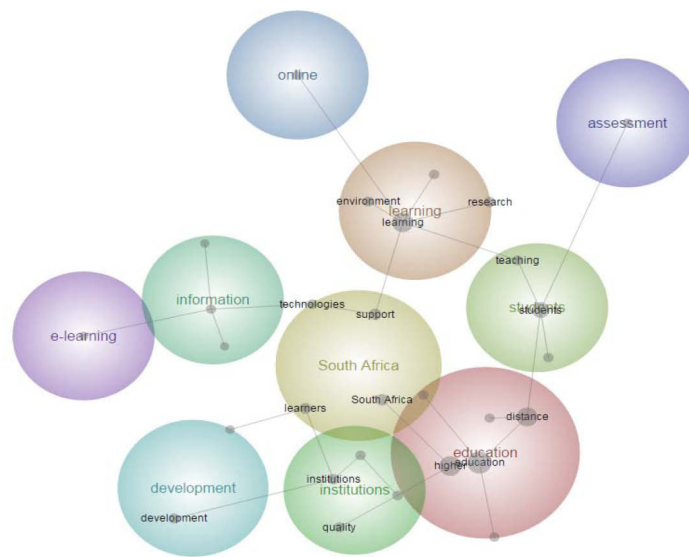 online
assessment
environment
learning
research
learning
teaching
information
technologies
support
students
students
e-learning
South Africa
South Africa
learners
distance
education
higher
education
institutions
institutions
development
development
quality